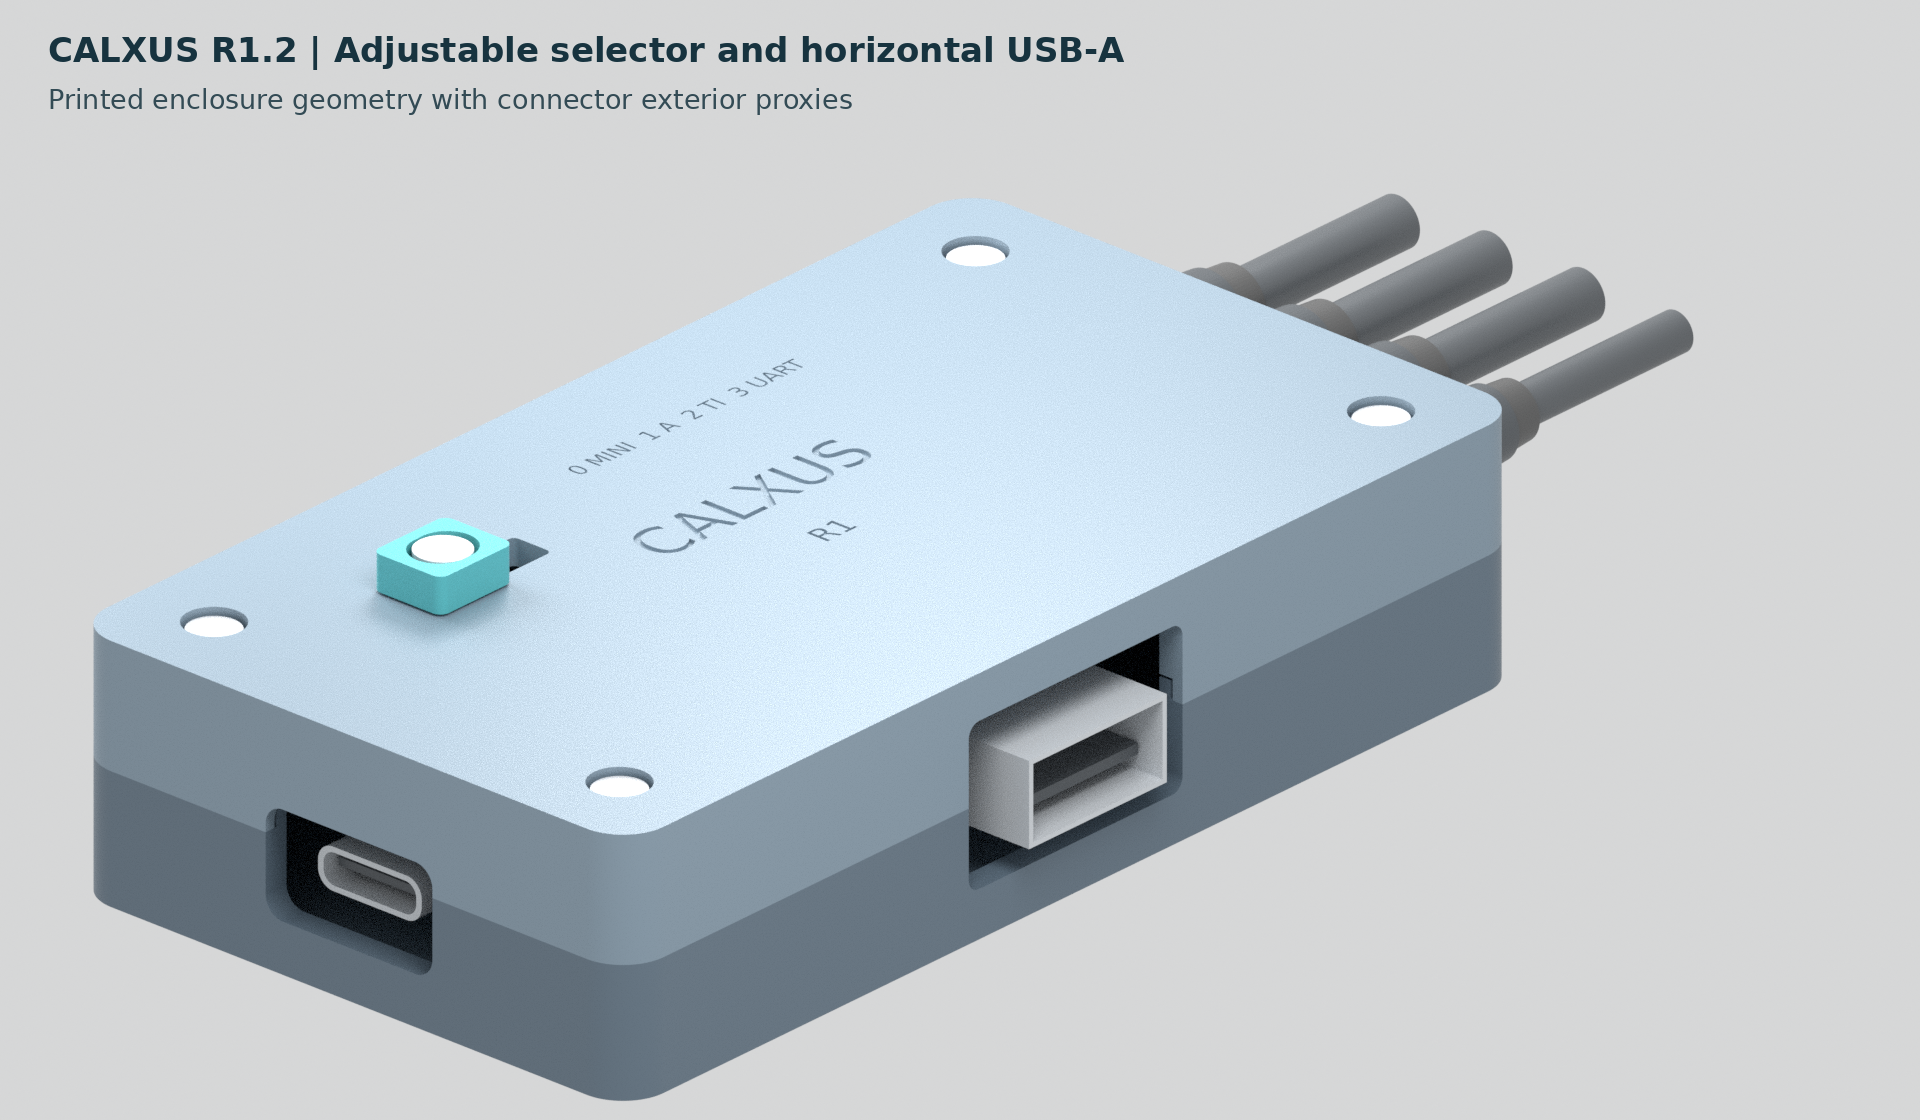 CALXUS R1.2 | Adjustable selector and horizontal USB-A
Printed enclosure geometry with connector exterior proxies
0 MINI 1 A 2 TI 3 UART
CALXUS
R1